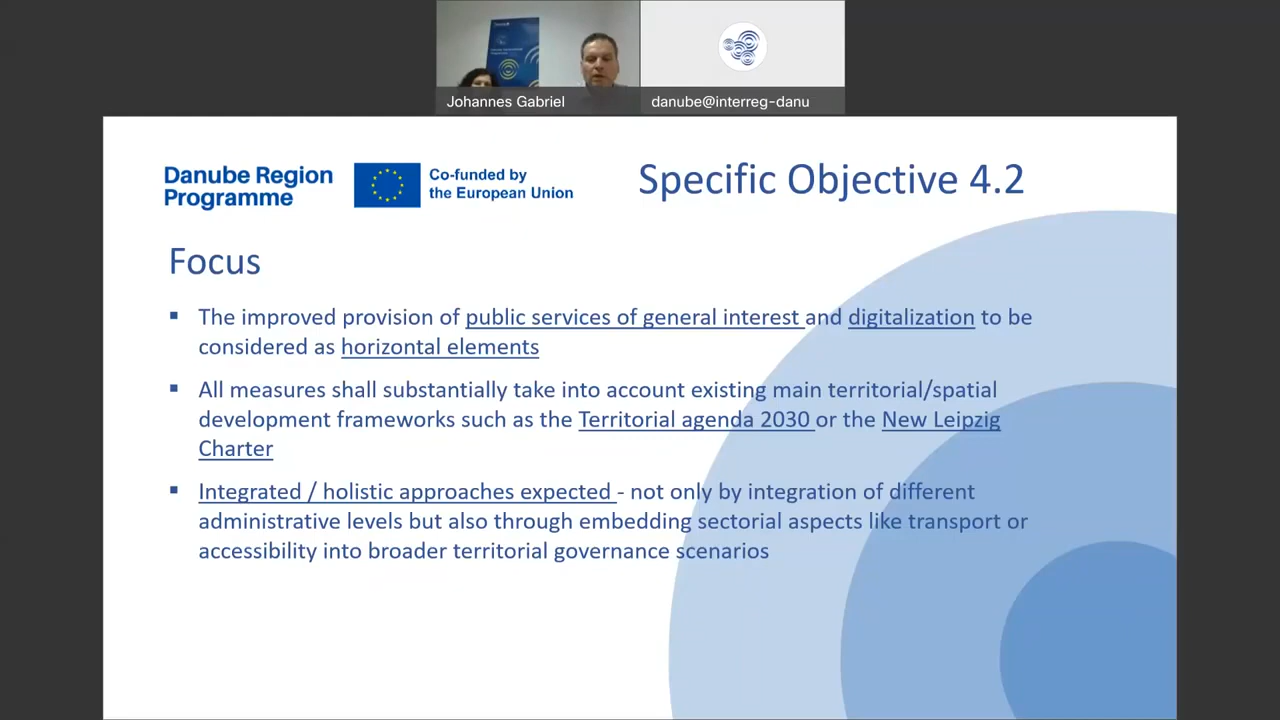 Johannes Gabriel
danube@interreg-danu
Danube Region
Programme
Co-funded by
the European Union
Specific Objective 4.2
Focus
▪ The improved provision of public services of general interest and digitalization to be
considered as horizontal elements
▪ All measures shall substantially take into account existing main territorial/spatial
development frameworks such as the Territorial agenda 2030 or the New Leipzig
Charter
▪ Integrated / holistic approaches expected - not only by integration of different
administrative levels but also through embedding sectorial aspects like transport or
accessibility into broader territorial governance scenarios